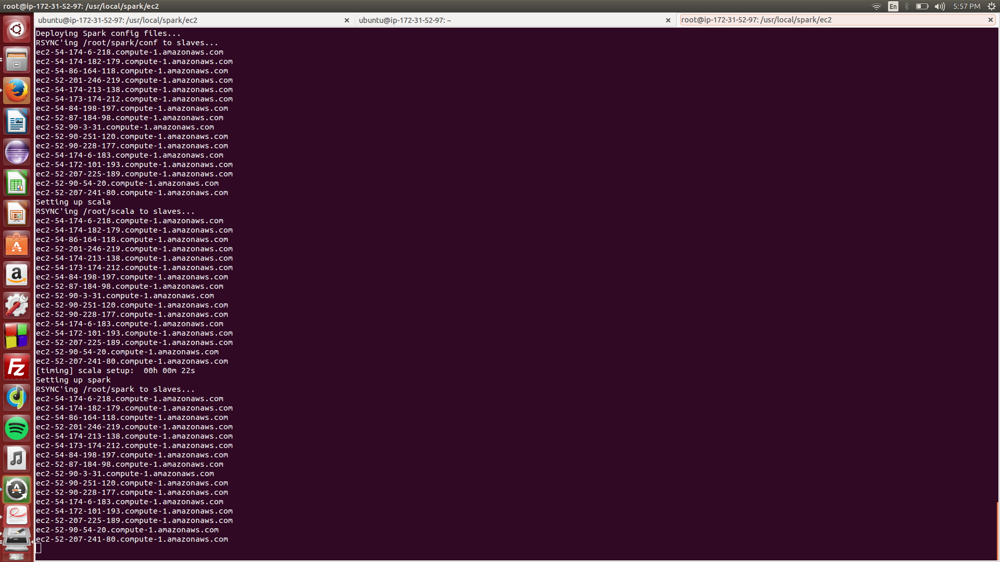 root@ip-172-31-52-97: /usr/local/spark/ec2
En
5:57 PM
ubuntu@ip-172-31-52-97: /usr/local/spark/ec2
ubuntu@ip-172-31-52-97: ~
root@ip-172-31-52-97: /usr/local/spark/ec2
Deploying Spark config files...
RSYNC'ing /root/spark/conf to slaves...
ec2-54-174-6-218.compute-1.amazonaws.com
ec2-54-174-182-179.compute-1.amazonaws.com
ec2-54-86-164-118.compute-1.amazonaws.com
ec2-52-201-246-219.compute-1.amazonaws.com
ec2-54-174-213-138.compute-1.amazonaws.com
ec2-54-173-174-212.compute-1.amazonaws.com
ec2-54-84-198-197.compute-1.amazonaws.com
ec2-52-87-184-98.compute-1.amazonaws.com
ec2-52-90-3-31.compute-1.amazonaws.com
ec2-52-90-251-120.compute-1.amazonaws.com
ec2-52-90-228-177.compute-1.amazonaws.com
ec2-54-174-6-183.compute-1.amazonaws.com
ec2-54-172-101-193.compute-1.amazonaws.com
ec2-52-207-225-189.compute-1.amazonaws.com
ec2-52-90-54-20.compute-1.amazonaws.com
ec2-52-207-241-80.compute-1.amazonaws.com
Setting up scala
RSYNC'ing /root/scala to slaves...
ec2-54-174-6-218.compute-1.amazonaws.com
ec2-54-174-182-179.compute-1.amazonaws.com
ec2-54-86-164-118.compute-1.amazonaws.com
ec2-52-201-246-219.compute-1.amazonaws.com
ec2-54-174-213-138.compute-1.amazonaws.com
ec2-54-173-174-212.compute-1.amazonaws.com
ec2-54-84-198-197.compute-1.amazonaws.com
ec2-52-87-184-98.compute-1.amazonaws.com
ec2-52-90-3-31.compute-1.amazonaws.com
ec2-52-90-251-120.compute-1.amazonaws.com
ec2-52-90-228-177.compute-1.amazonaws.com
ec2-54-174-6-183.compute-1.amazonaws.com
ec2-54-172-101-193.compute-1.amazonaws.com
ec2-52-207-225-189.compute-1.amazonaws.com
ec2-52-90-54-20.compute-1.amazonaws.com
ec2-52-207-241-80.compute-1.amazonaws.com
[timing] scala setup:  00h 00m 22s
Setting up spark
RSYNC'ing /root/spark to slaves...
ec2-54-174-6-218.compute-1.amazonaws.com
ec2-54-174-182-179.compute-1.amazonaws.com
ec2-54-86-164-118.compute-1.amazonaws.com
ec2-52-201-246-219.compute-1.amazonaws.com
ec2-54-174-213-138.compute-1.amazonaws.com
ec2-54-173-174-212.compute-1.amazonaws.com
ec2-54-84-198-197.compute-1.amazonaws.com
ec2-52-87-184-98.compute-1.amazonaws.com
ec2-52-90-3-31.compute-1.amazonaws.com
ec2-52-90-251-120.compute-1.amazonaws.com
ec2-52-90-228-177.compute-1.amazonaws.com
ec2-54-174-6-183.compute-1.amazonaws.com
ec2-54-172-101-193.compute-1.amazonaws.com
ec2-52-207-225-189.compute-1.amazonaws.com
ec2-52-90-54-20.compute-1.amazonaws.com
ec2-52-207-241-80.compute-1.amazonaws.com